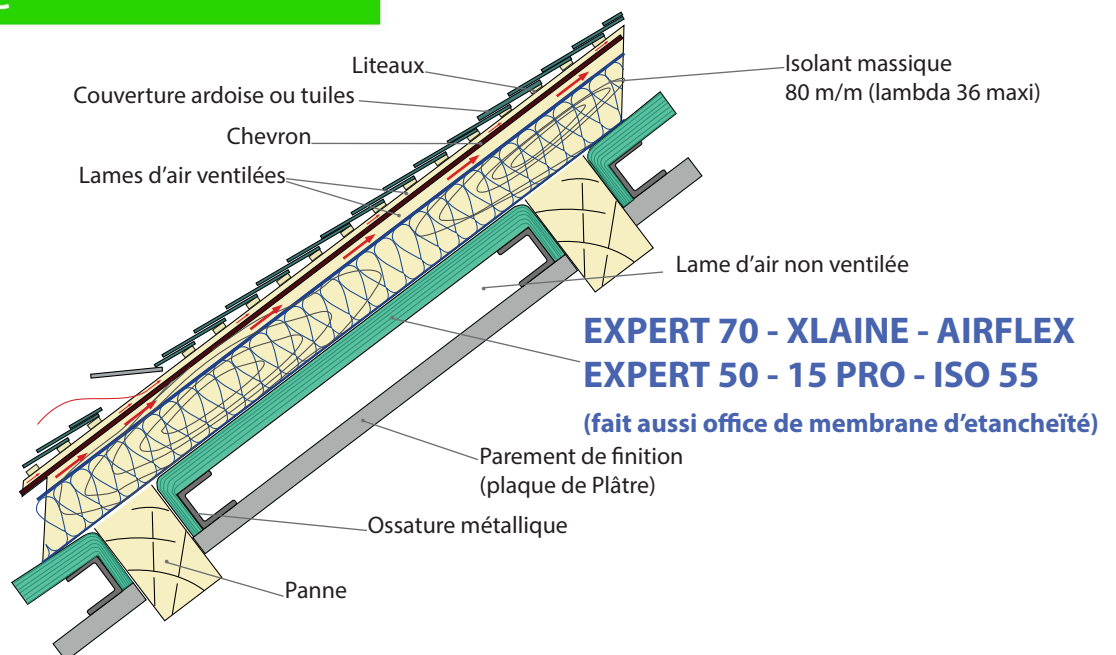 Liteaux
Isolant massique
80 m/m (lambda 36 maxi)
Couverture ardoise ou tuiles
Chevron
Lames d'air ventilées
Lame d'air non ventilée
EXPERT 70 - XLAINE - AIRFLEX
EXPERT 50 - 15 PRO - ISO 55
(fait aussi office de membrane d'etancheïté)
Parement de finition
(plaque de Plâtre)
Ossature métallique
Panne